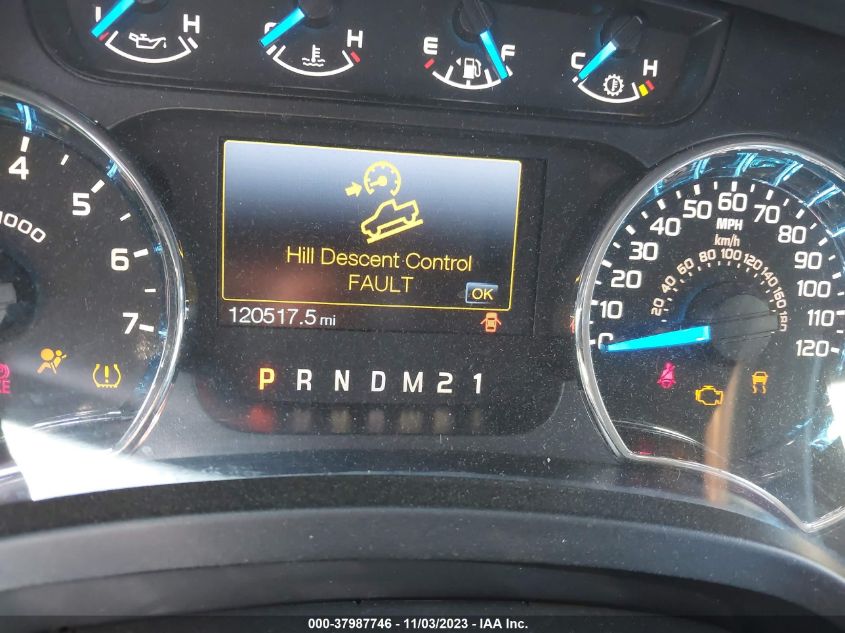 H
H
E F
C H
4
5
6
7
000
Hill Descent Control
FAULT
OK
120517.5 mi
P R N D M 2 1
0 10 20 30 40 50 60 70 80 90 100 110 120
MPH
km/h
20 40 60 80 100 120 140 160 180
000-37987746 - 11/03/2023 - IAA Inc.